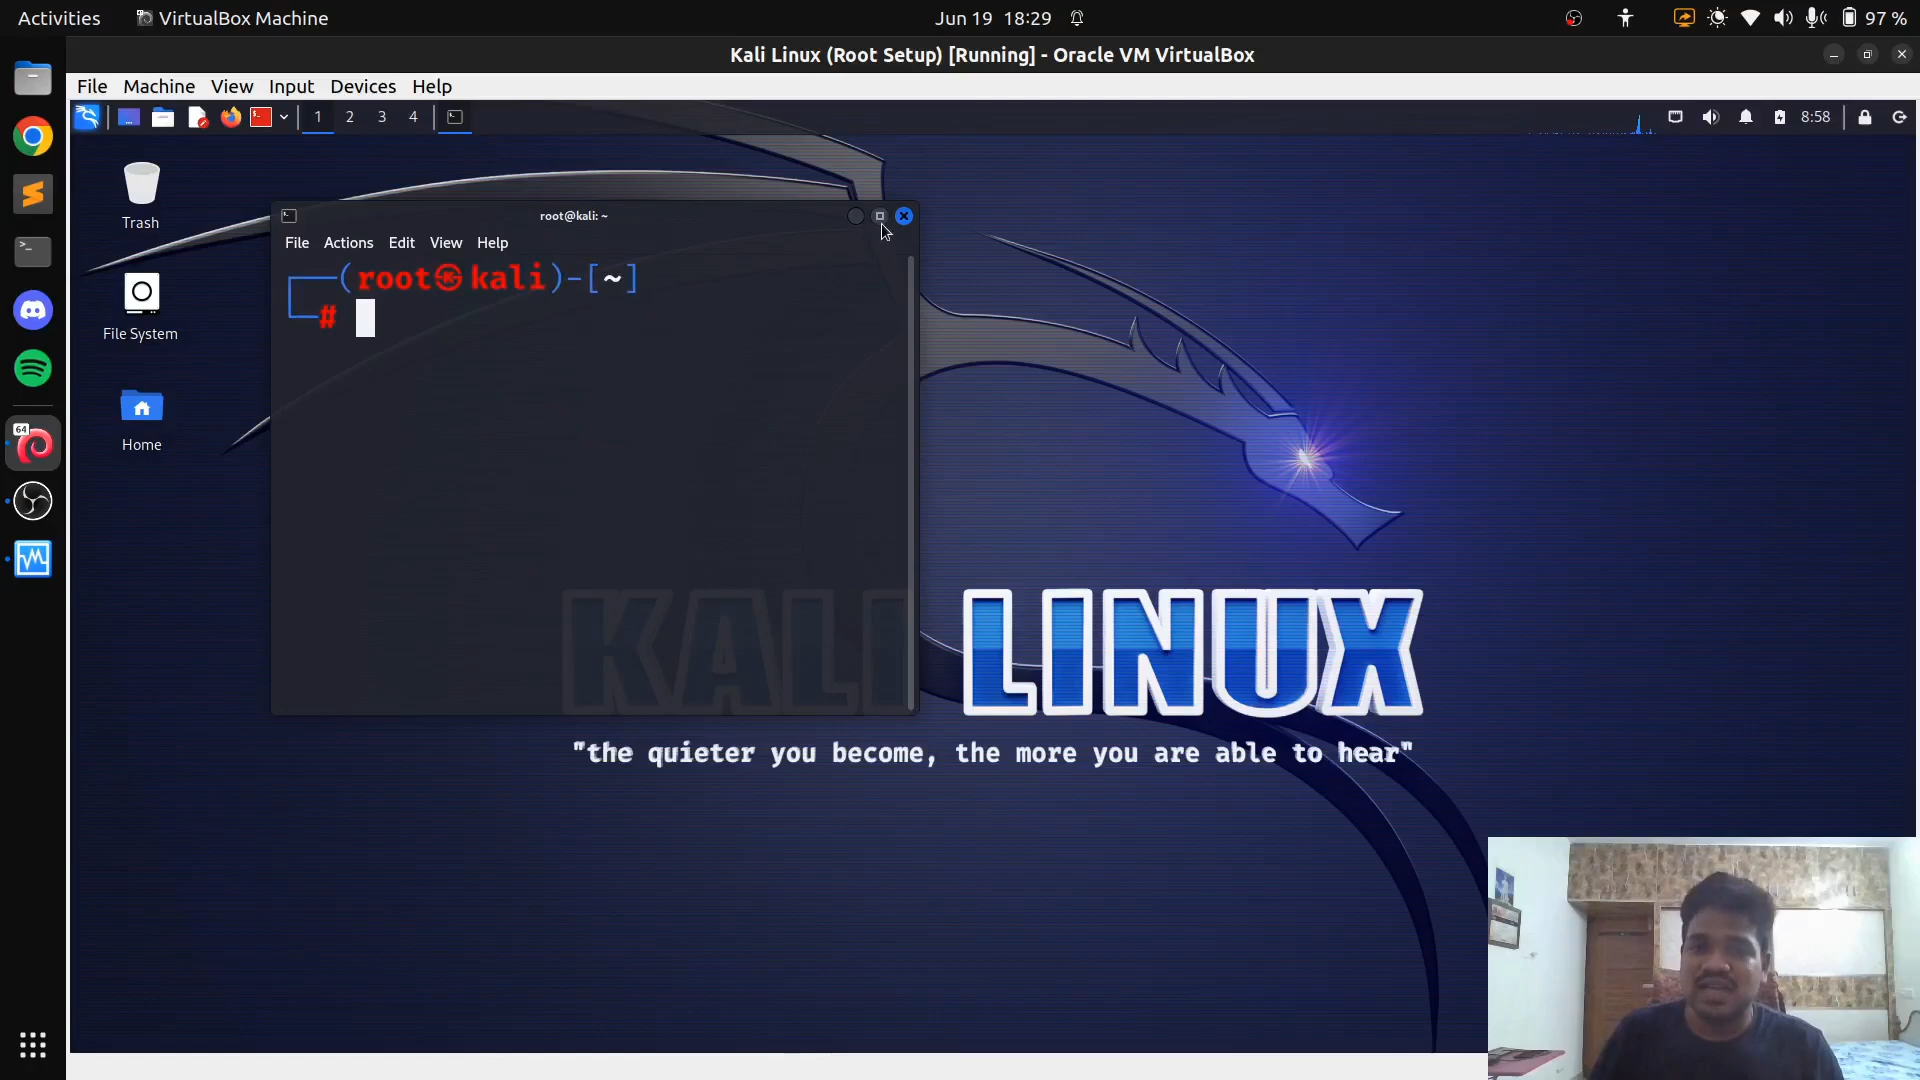 Activities
VirtualBox Machine
Jun 19 18:29
97 %
Kali Linux (Root Setup) [Running] - Oracle VM VirtualBox
File Machine View Input Devices Help
1 2 3 4
8:58
Trash
File System
Home
64
root@kali: ~
File Actions Edit View Help
(root㉿kali)-[~]
#
KALI LINUX
"the quieter you become, the more you are able to hear"